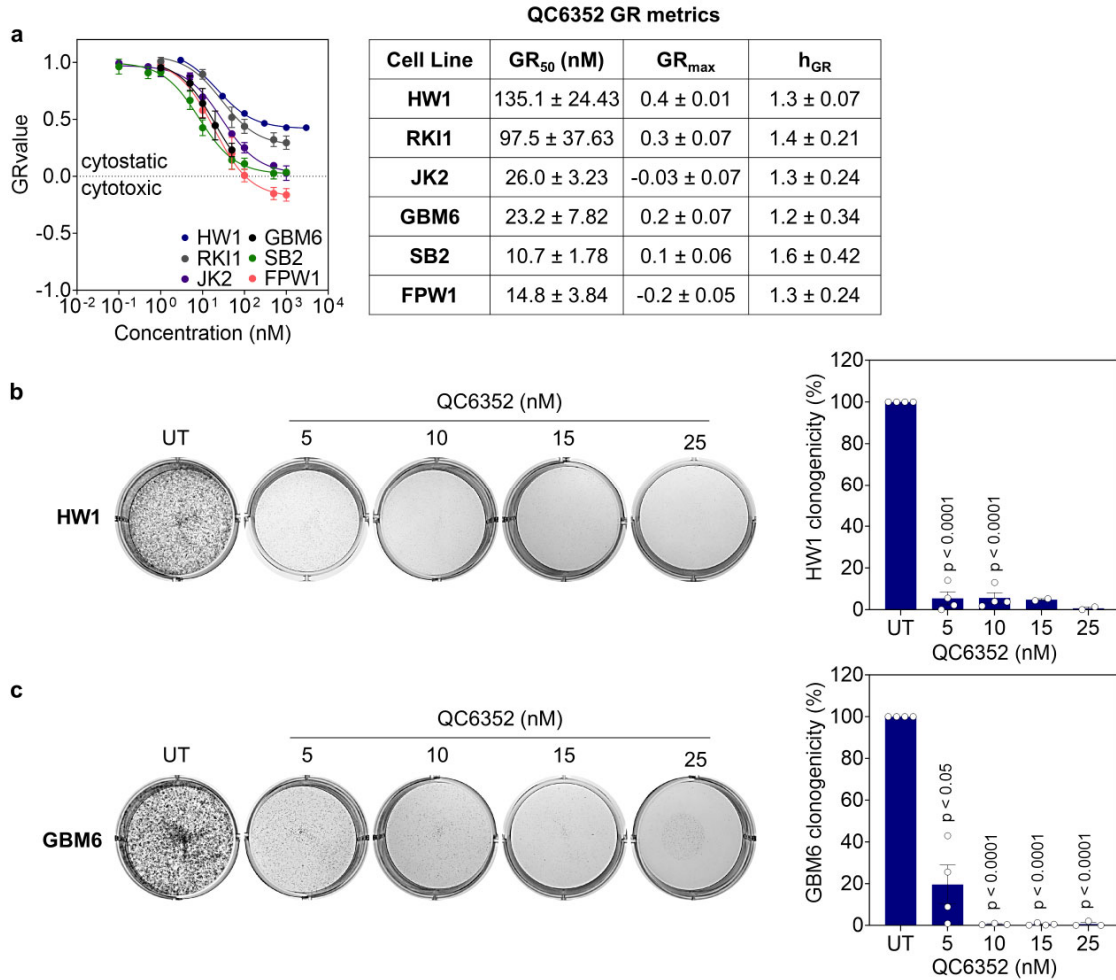 QC6352 GR metrics
a
1.0
0.5
0.0
-0.5
-1.0
GRvalue
cytostatic
cytotoxic
HW1 GBM6
RKI1 SB2
JK2 FPW1
10⁻² 10⁻¹ 10⁰ 10¹ 10² 10³ 10⁴
Concentration (nM)
Cell Line GR₅₀ (nM) GRmax hGR
HW1 135.1 ± 24.43 0.4 ± 0.01 1.3 ± 0.07
RKI1 97.5 ± 37.63 0.3 ± 0.07 1.4 ± 0.21
JK2 26.0 ± 3.23 -0.03 ± 0.07 1.3 ± 0.24
GBM6 23.2 ± 7.82 0.2 ± 0.07 1.2 ± 0.34
SB2 10.7 ± 1.78 0.1 ± 0.06 1.6 ± 0.42
FPW1 14.8 ± 3.84 -0.2 ± 0.05 1.3 ± 0.24
b
QC6352 (nM)
UT 5 10 15 25
HW1
120
100
80
60
40
20
0
HW1 clonogenicity (%)
p < 0.0001
p < 0.0001
UT 5 10 15 25
QC6352 (nM)
c
QC6352 (nM)
UT 5 10 15 25
GBM6
120
100
80
60
40
20
0
GBM6 clonogenicity (%)
p < 0.05
p < 0.0001
p < 0.0001
p < 0.0001
UT 5 10 15 25
QC6352 (nM)